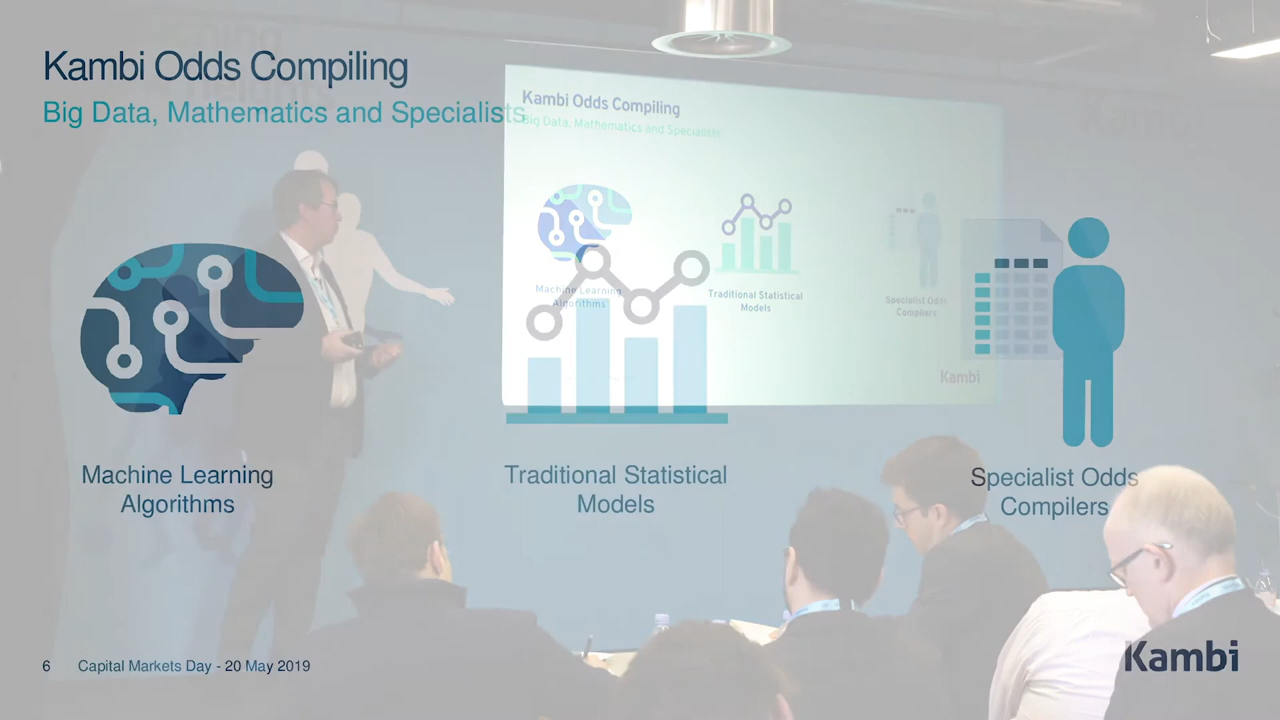 Kambi Odds Compiling
Big Data, Mathematics and Specialists
Kambi Odds Compiling
Big Data, Mathematics and Specialists
Machine Learning
Algorithms
Traditional Statistical
Models
Specialist Odds
Compilers
Kambi
Machine Learning
Algorithms
Traditional Statistical
Models
Specialist Odds
Compilers
6 Capital Markets Day - 20 May 2019
Kambi